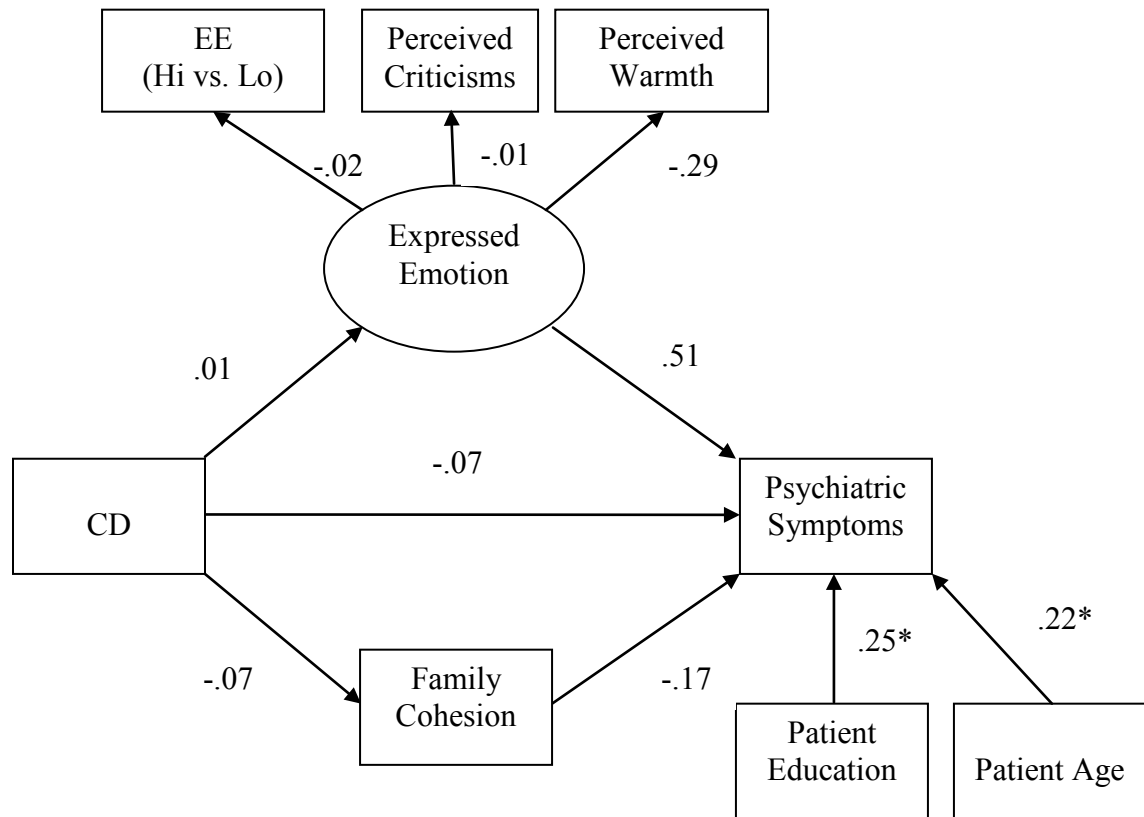 EE
(Hi vs. Lo)
Perceived
Criticisms
Perceived
Warmth
-.02
-.01
-.29
Expressed
Emotion
.01
.51
-.07
CD
Psychiatric
Symptoms
-.07
Family
Cohesion
-.17
.25*
.22*
Patient
Education
Patient Age